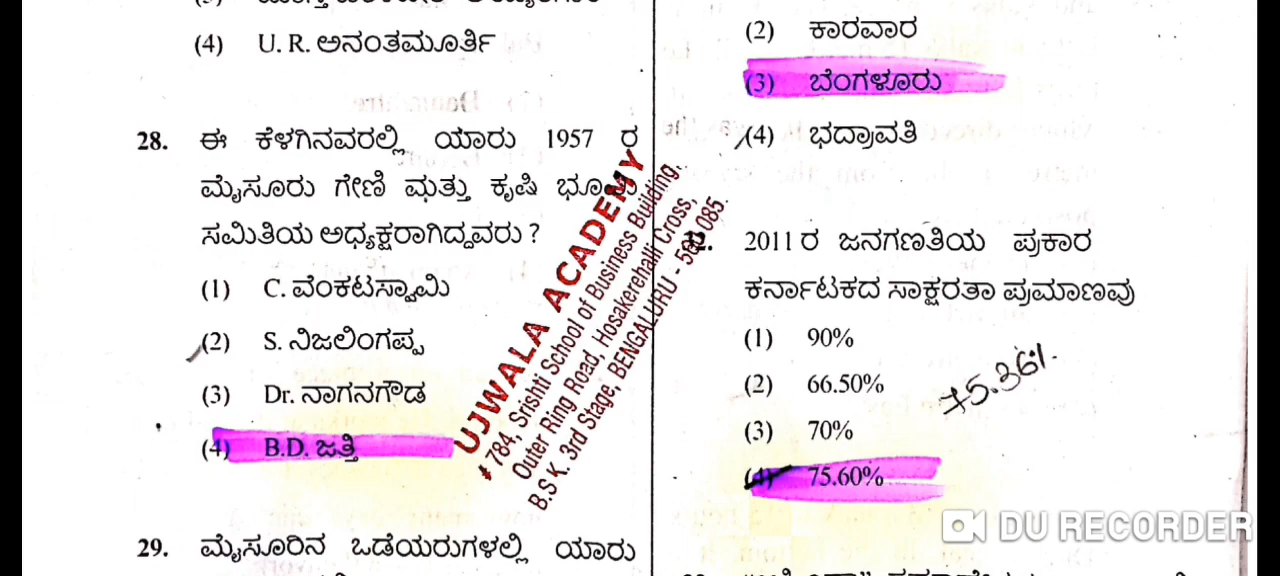 (4) U. R. ಅನಂತಮೂರ್ತಿ
28. ಈ ಕೆಳಗಿನವರಲ್ಲಿ ಯಾರು 1957 ರ
ಮೈಸೂರು ಗೇಣಿ ಮತ್ತು ಕೃಷಿ
ಸಮಿತಿಯ ಅಧ್ಯಕ್ಷರಾಗಿದ್ದವರು ?
(1) C. ವೆಂಕಟಸ್ವಾಮಿ
(2) S. ನಿಜಲಿಂಗಪ್ಪ
(3) Dr. ನಾಗನಗೌಡ
(4) B.D. ಜತ್ತಿ
29. ಮೈಸೂರಿನ ಒಡೆಯರುಗಳಲ್ಲಿ ಯಾರು
UJWALA ACADEMY
# 784, Srishti School of Business Building,
Outer Ring Road, Hosakerehalli Cross,
B.S K. 3rd Stage, BENGALURU - 560 085.
(2) ಕಾರವಾರ
(3) ಬೆಂಗಳೂರು
(4) ಭದ್ರಾವತಿ
2011 ರ ಜನಗಣತಿಯ ಪ್ರಕಾರ
ಕರ್ನಾಟಕದ ಸಾಕ್ಷರತಾ ಪ್ರಮಾಣವು
(1) 90%
(2) 66.50%
(3) 70%
(4) 75.60%
75.36%
DU RECORDER